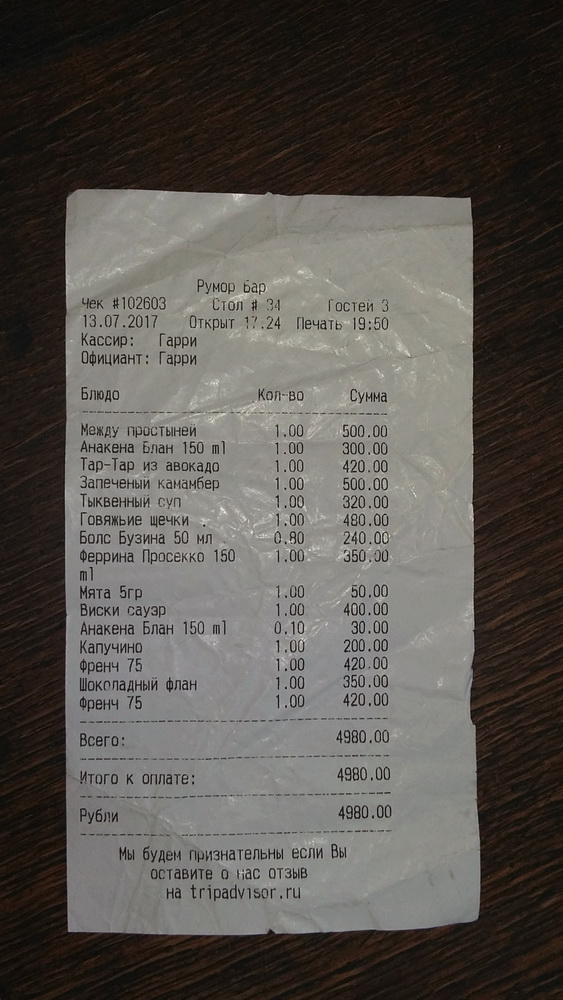 Румор Бар
Чек #102603 Стол # 34 Гостей 3
13.07.2017 Открыт 17:24 Печать 19:50
Кассир: Гарри
Официант: Гарри
Блюдо Кол-во Сумма
Между простыней 1.00 500.00
Анакена Блан 150 ml 1.00 300.00
Тар-Тар из авокадо 1.00 420.00
Запеченый камамбер 1.00 500.00
Тыквенный суп 1.00 320.00
Говяжьие щечки . 1.00 480.00
Болс Бузина 50 мл 0.80 240.00
Феррина Просекко 150 1.00 350.00
ml
Мята 5гр 1.00 50.00
Виски сауэр 1.00 400.00
Анакена Блан 150 ml 0.10 30.00
Капучино 1.00 200.00
Френч 75 1.00 420.00
Шоколадный флан 1.00 350.00
Френч 75 1.00 420.00
Всего: 4980.00
Итого к оплате: 4980.00
Рубли 4980.00
Мы будем признательны если Вы
оставите о нас отзыв
на tripadvisor.ru